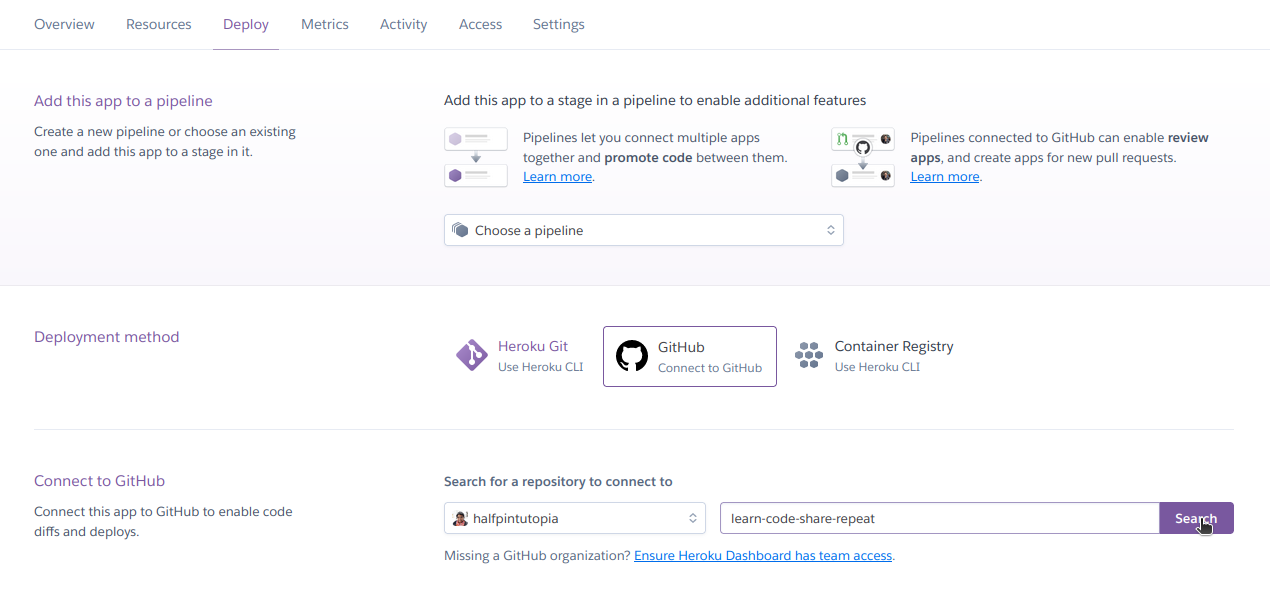 Overview Resources Deploy Metrics Activity Access Settings
Add this app to a pipeline
Create a new pipeline or choose an existing
one and add this app to a stage in it.
Add this app to a stage in a pipeline to enable additional features
Pipelines let you connect multiple apps
together and promote code between them.
Learn more.
Pipelines connected to GitHub can enable review
apps, and create apps for new pull requests.
Learn more.
Choose a pipeline
Deployment method
Heroku Git
Use Heroku CLI
GitHub
Connect to GitHub
Container Registry
Use Heroku CLI
Connect to GitHub
Connect this app to GitHub to enable code
diffs and deploys.
Search for a repository to connect to
halfpintutopia
learn-code-share-repeat
Search
Missing a GitHub organization? Ensure Heroku Dashboard has team access.